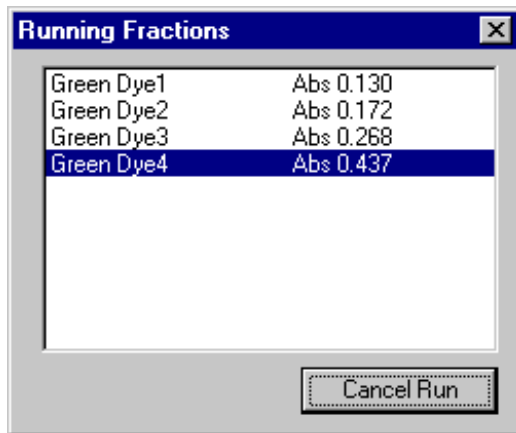 Running Fractions
Green Dye1 Abs 0.130
Green Dye2 Abs 0.172
Green Dye3 Abs 0.268
Green Dye4 Abs 0.437
Cancel Run